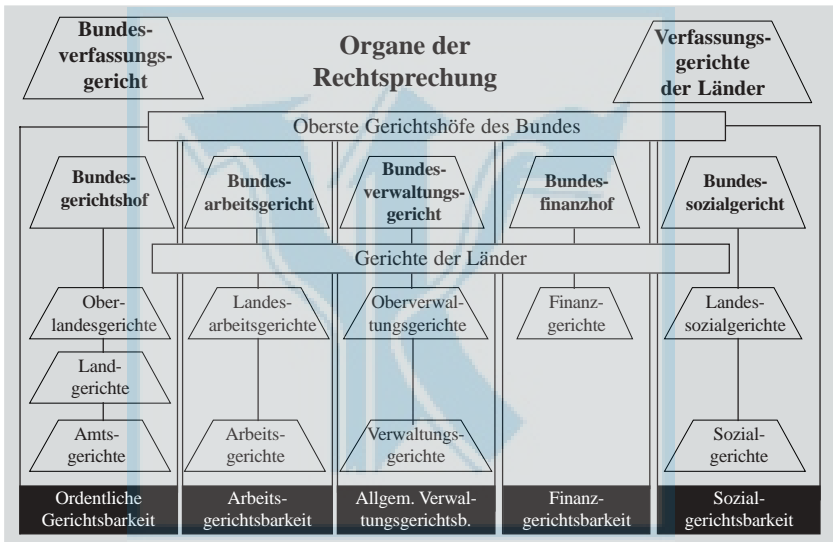 Bundes-
verfassungs-
gericht
Organe der
Rechtsprechung
Verfassungs-
gerichte
der Länder
Oberste Gerichtshöfe des Bundes
Bundes-
gerichtshof
Bundes-
arbeitsgericht
Bundes-
verwaltungs-
gericht
Bundes-
finanzhof
Bundes-
sozialgericht
Gerichte der Länder
Ober-
landesgerichte
Landes-
arbeitsgerichte
Oberverwal-
tungsgerichte
Finanz-
gerichte
Landes-
sozialgerichte
Land-
gerichte
Amts-
gerichte
Arbeits-
gerichte
Verwaltungs-
gerichte
Sozial-
gerichte
Ordentliche
Gerichtsbarkeit
Arbeits-
gerichtsbarkeit
Allgem. Verwal-
tungsgerichtsb.
Finanz-
gerichtsbarkeit
Sozial-
gerichtsbarkeit